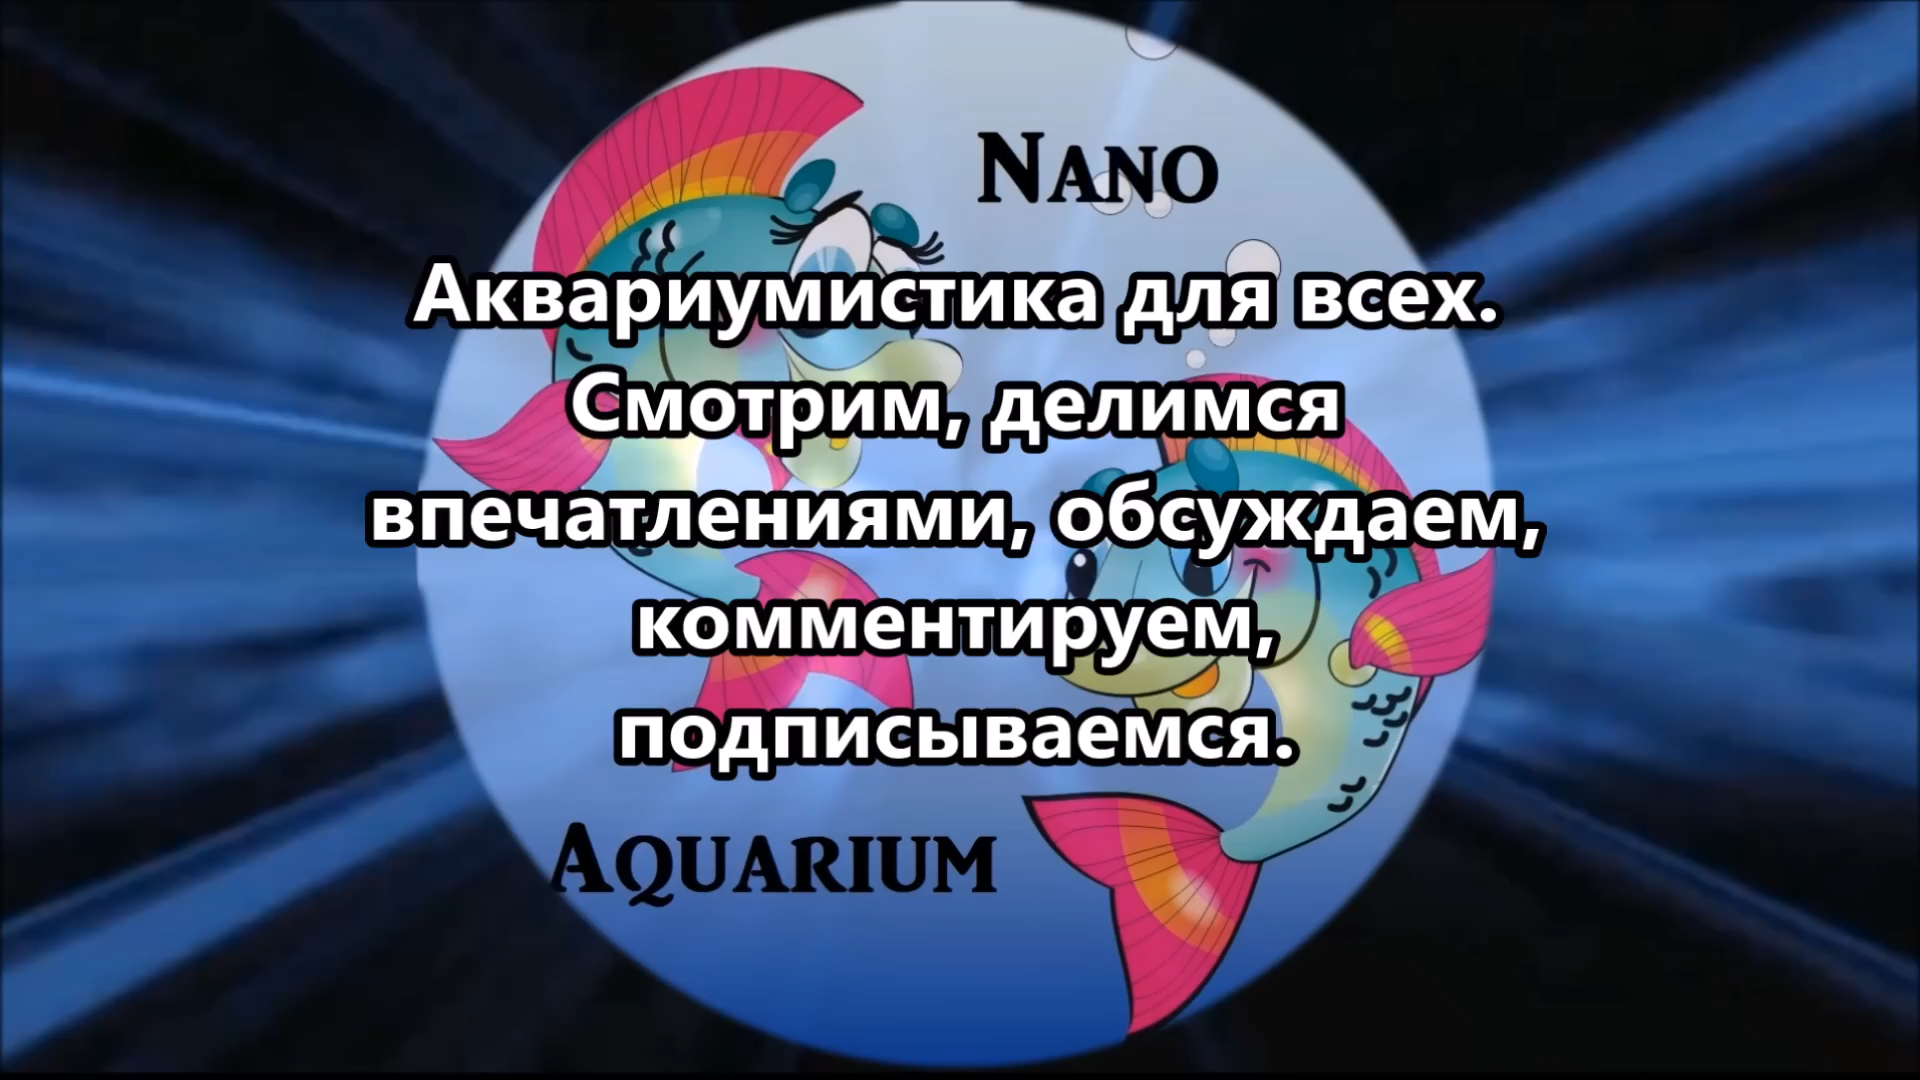 NANO
Аквариумистика для всех.
Смотрим, делимся
впечатлениями, обсуждаем,
комментируем,
подписываемся.
AQUARIUM